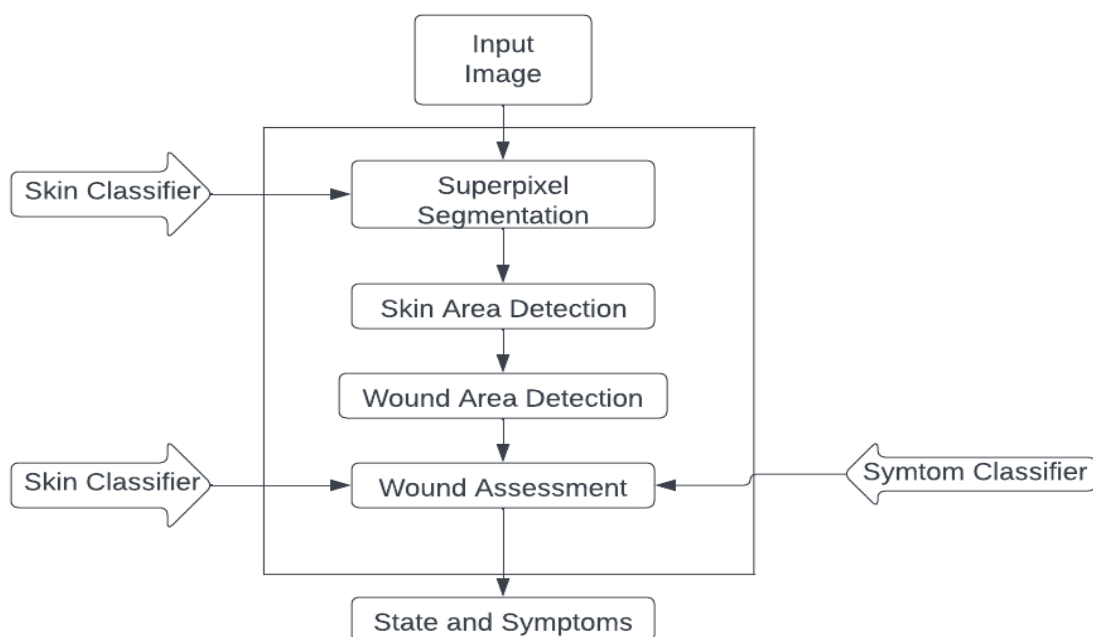 Input
Image
Skin Classifier
Superpixel
Segmentation
Skin Area Detection
Wound Area Detection
Skin Classifier
Wound Assessment
Symtom Classifier
State and Symptoms